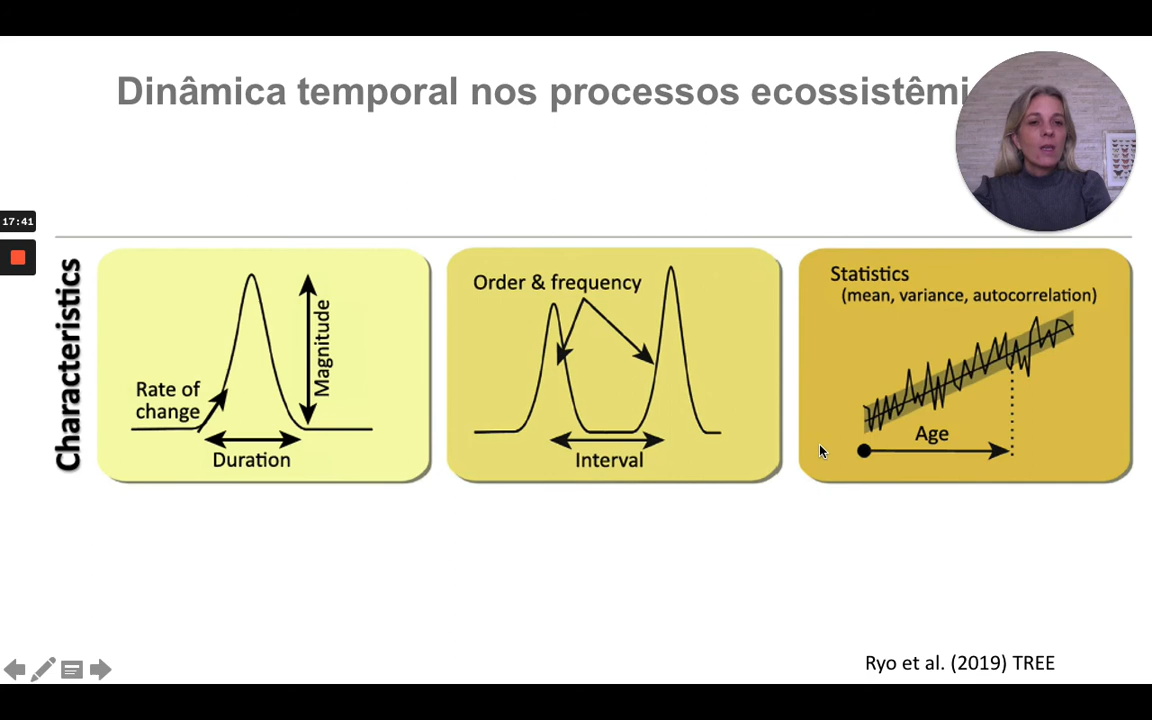 Dinâmica temporal nos processos ecossistêmi
17:41
Characteristics
Rate of
change
Magnitude
Duration
Order & frequency
Interval
Statistics
(mean, variance, autocorrelation)
Age
Ryo et al. (2019) TREE